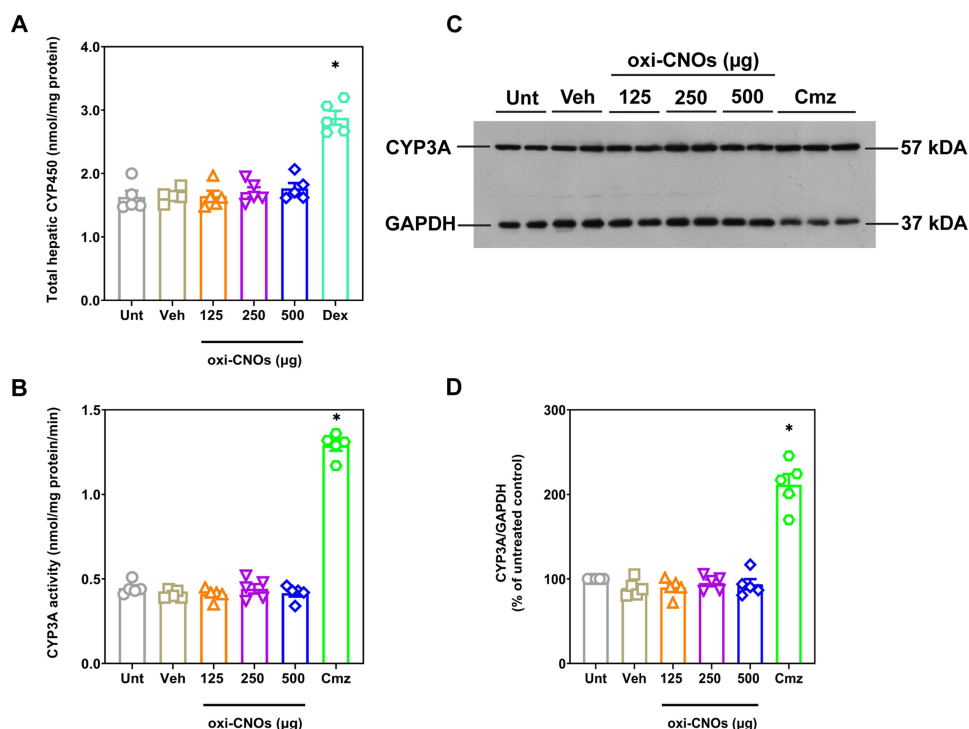 A
Total hepatic CYP450 (nmol/mg protein)
4.0
3.0
2.0
1.0
0.0
*
Unt Veh 125 250 500 Dex
oxi-CNOs (µg)
C
oxi-CNOs (µg)
Unt Veh 125 250 500 Cmz
CYP3A 57 kDA
GAPDH 37 kDA
B
CYP3A activity (nmol/mg protein/min)
1.5
1.0
0.5
0.0
*
Unt Veh 125 250 500 Cmz
oxi-CNOs (µg)
D
CYP3A/GAPDH
(% of untreated control)
300
200
100
0
*
Unt Veh 125 250 500 Cmz
oxi-CNOs (µg)